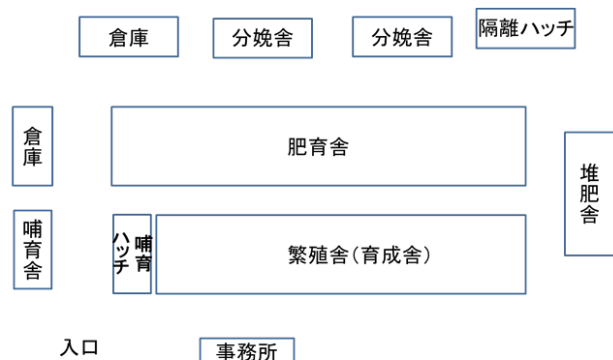 倉庫
分娩舎
分娩舎
隔離ハッチ
倉庫
肥育舎
堆肥舎
哺育舎
哺育
ハッチ
繁殖舎(育成舎)
入口
事務所